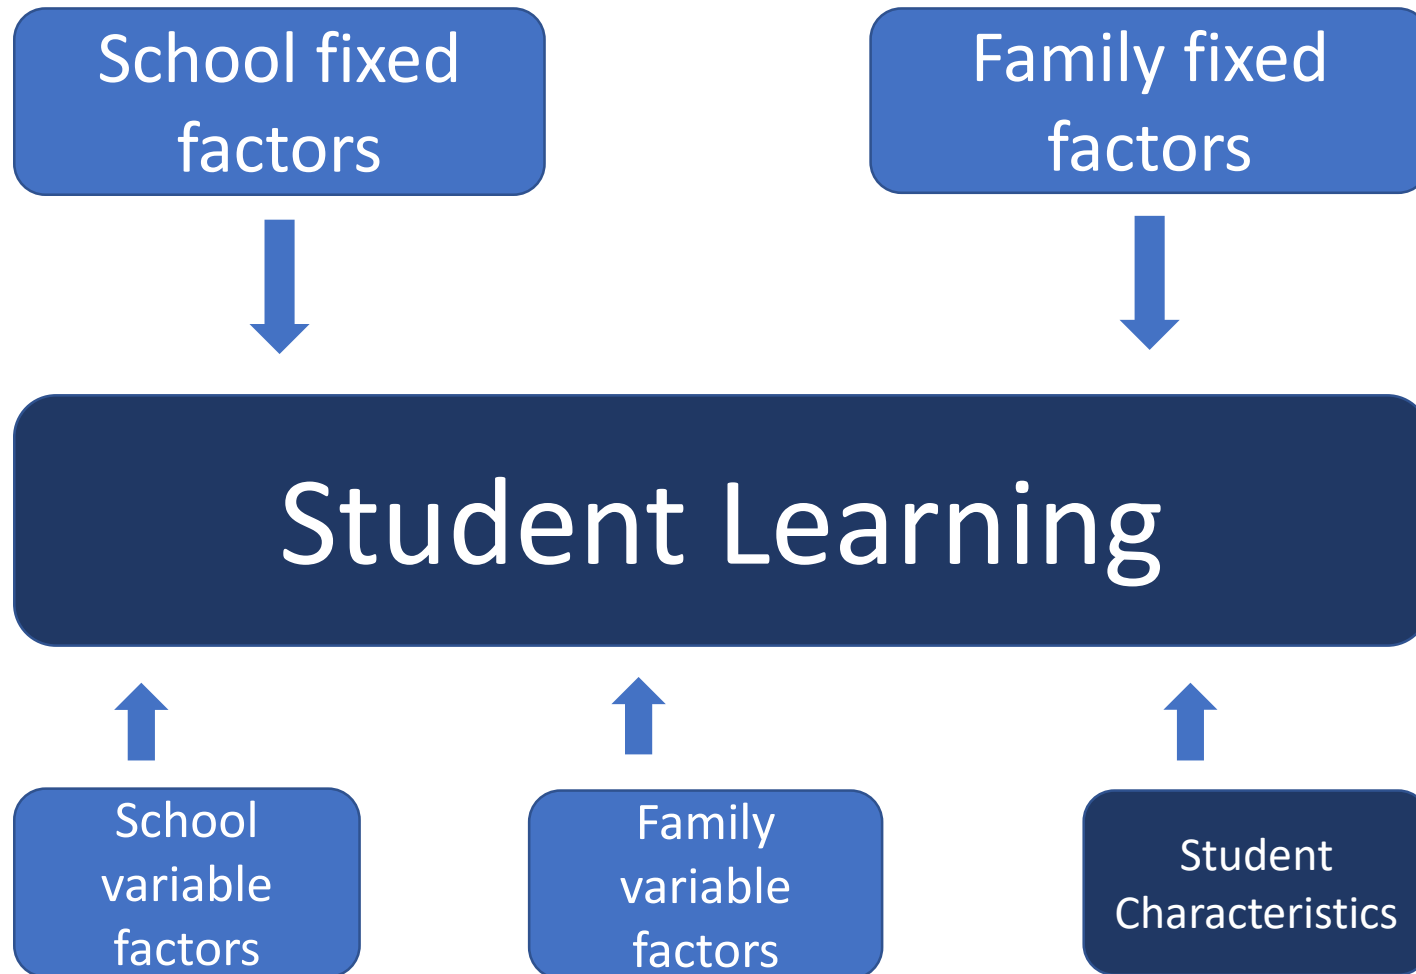 School fixed
factors
Family fixed
factors
Student Learning
School
variable
factors
Family
variable
factors
Student
Characteristics